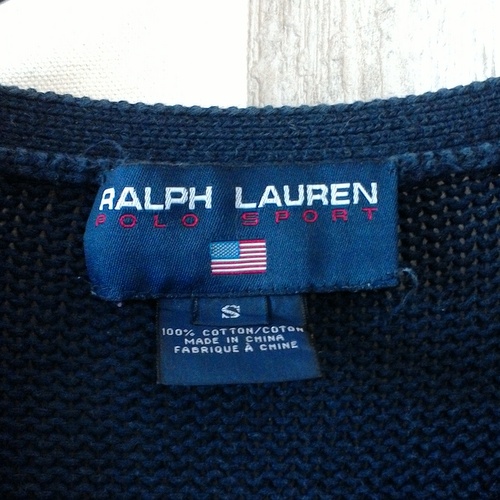 RALPH LAUREN
POLO SPORT
S
100% COTTON/COTON
MADE IN CHINA
FABRIQUE À CHINE